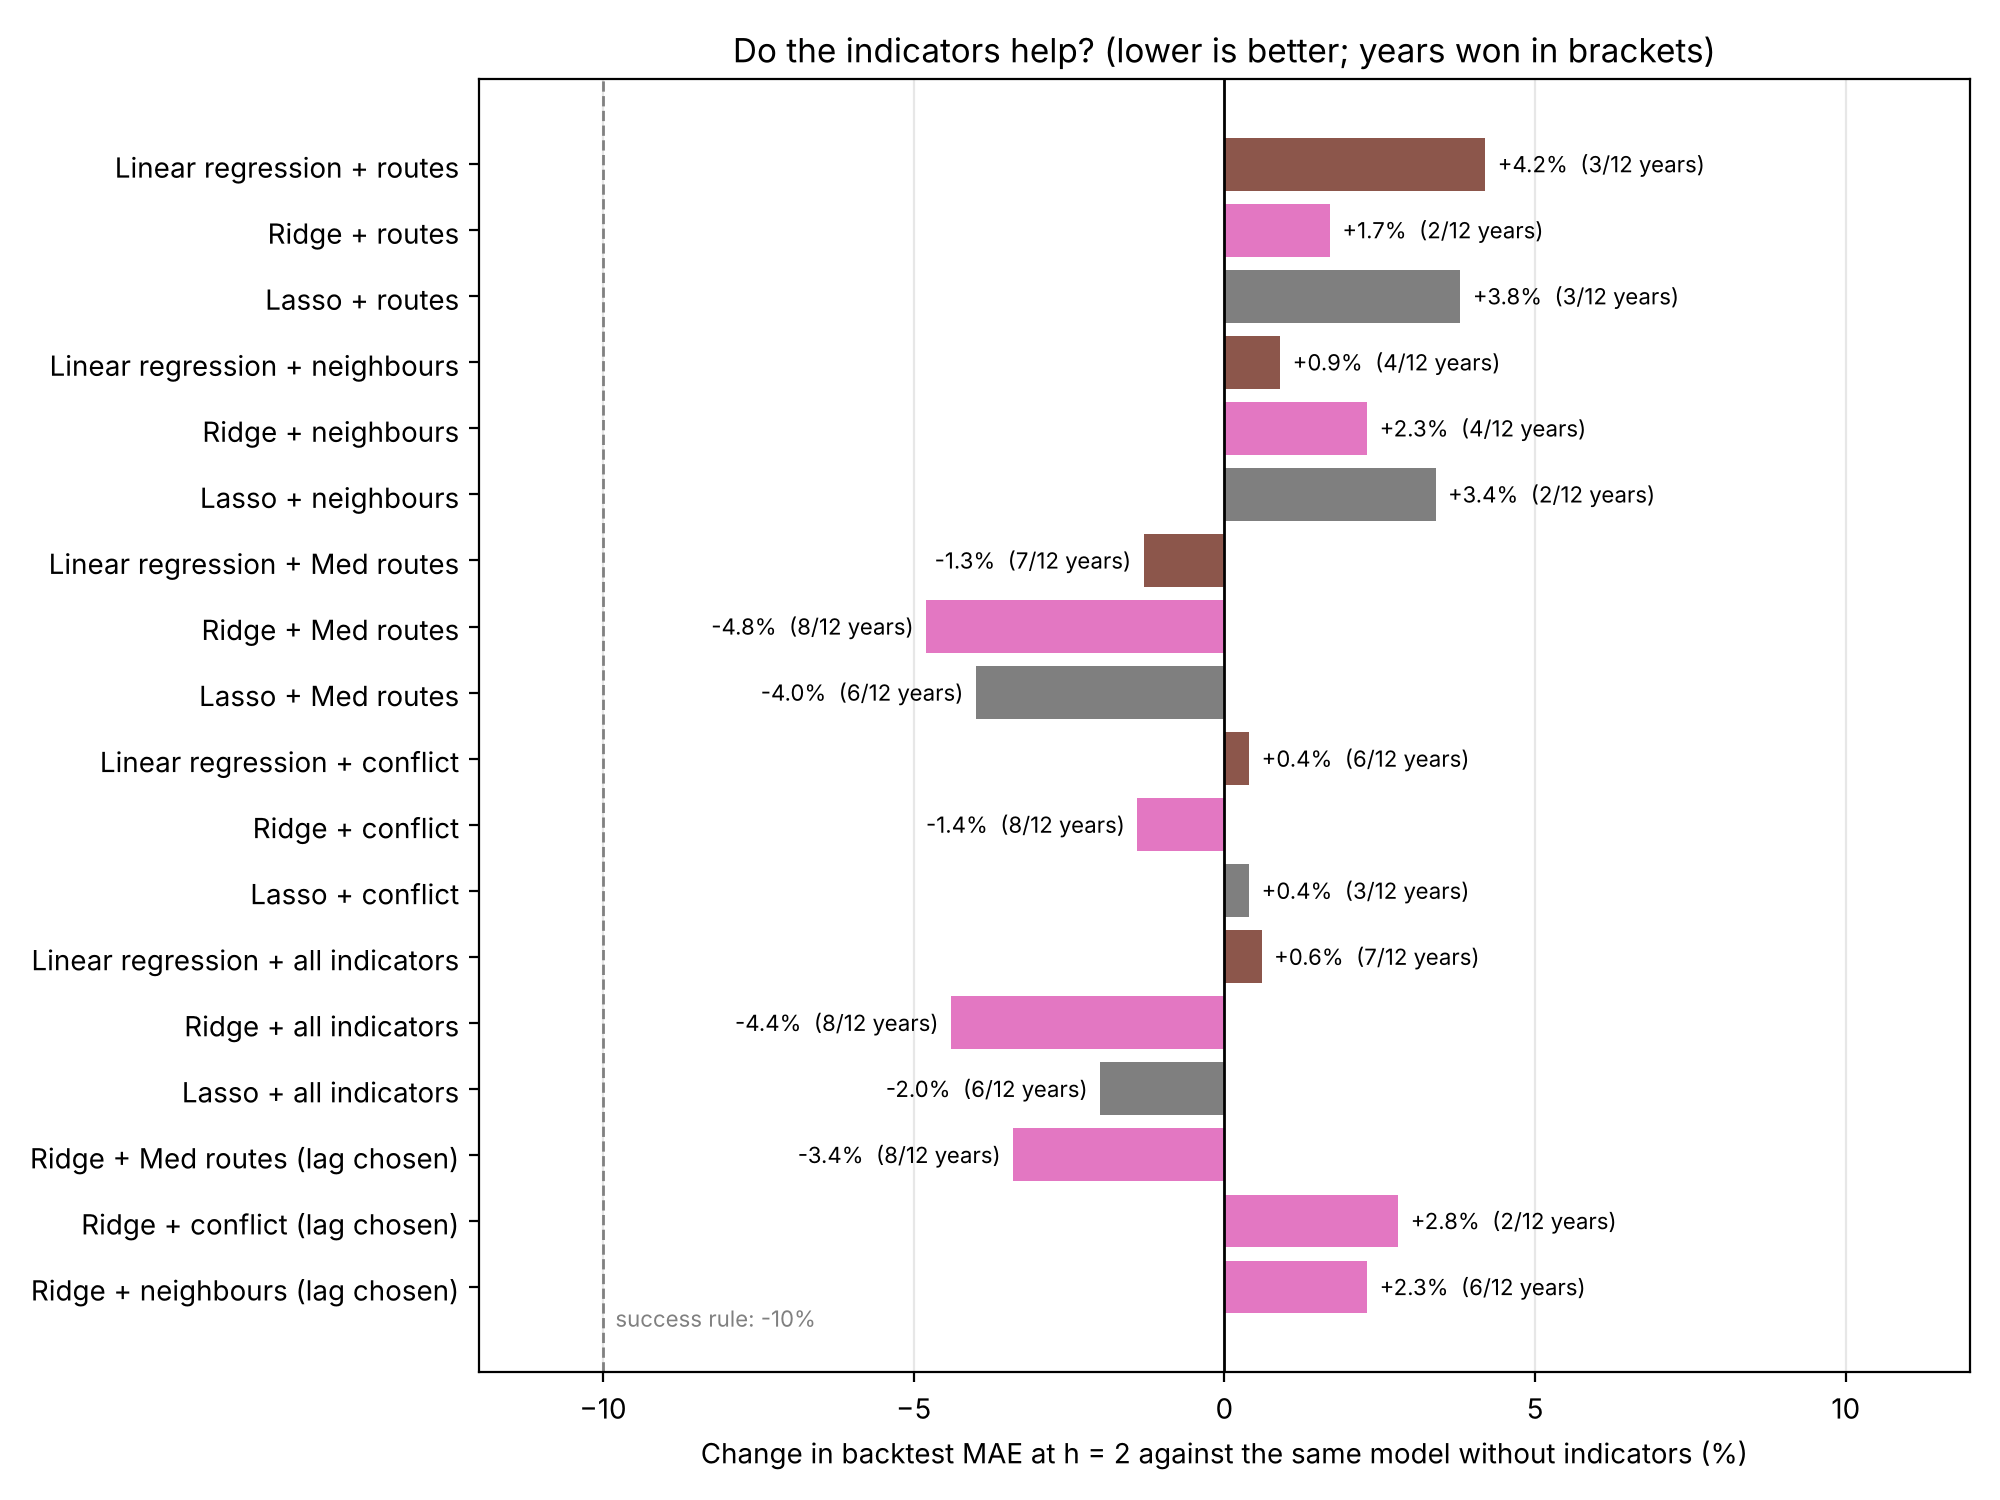 Do the indicators help? (lower is better; years won in brackets)
Linear regression + routes +4.2% (3/12 years)
Ridge + routes +1.7% (2/12 years)
Lasso + routes +3.8% (3/12 years)
Linear regression + neighbours +0.9% (4/12 years)
Ridge + neighbours +2.3% (4/12 years)
Lasso + neighbours +3.4% (2/12 years)
Linear regression + Med routes -1.3% (7/12 years)
Ridge + Med routes -4.8% (8/12 years)
Lasso + Med routes -4.0% (6/12 years)
Linear regression + conflict +0.4% (6/12 years)
Ridge + conflict -1.4% (8/12 years)
Lasso + conflict +0.4% (3/12 years)
Linear regression + all indicators +0.6% (7/12 years)
Ridge + all indicators -4.4% (8/12 years)
Lasso + all indicators -2.0% (6/12 years)
Ridge + Med routes (lag chosen) -3.4% (8/12 years)
Ridge + conflict (lag chosen) +2.8% (2/12 years)
Ridge + neighbours (lag chosen) +2.3% (6/12 years)
success rule: -10%
−10 −5 0 5 10
Change in backtest MAE at h = 2 against the same model without indicators (%)